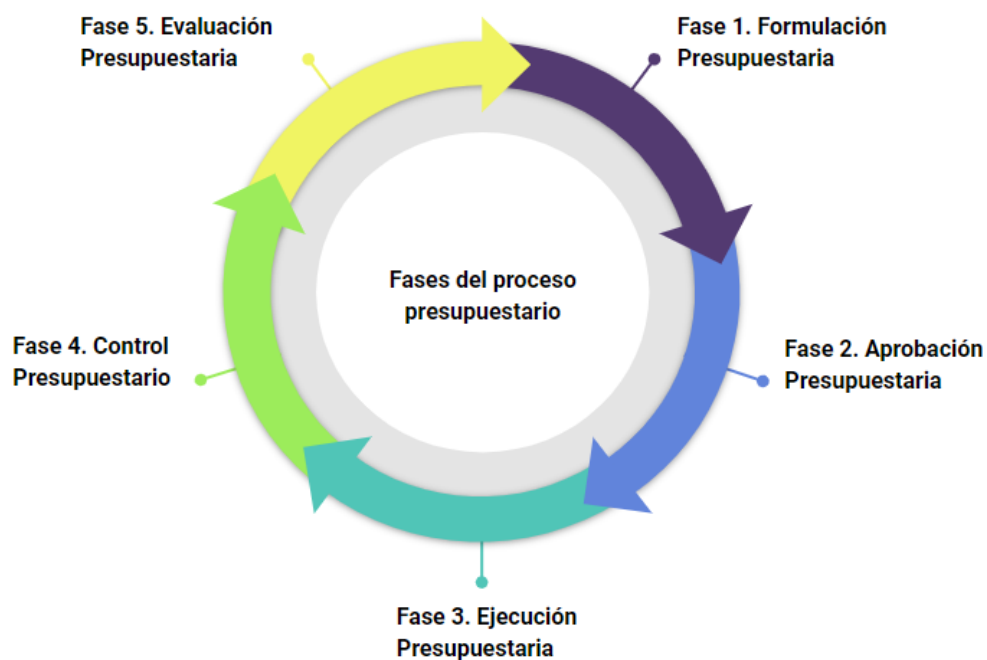 Fases del proceso
presupuestario
Fase 1. Formulación
Presupuestaria
Fase 2. Aprobación
Presupuestaria
Fase 3. Ejecución
Presupuestaria
Fase 4. Control
Presupuestario
Fase 5. Evaluación
Presupuestaria